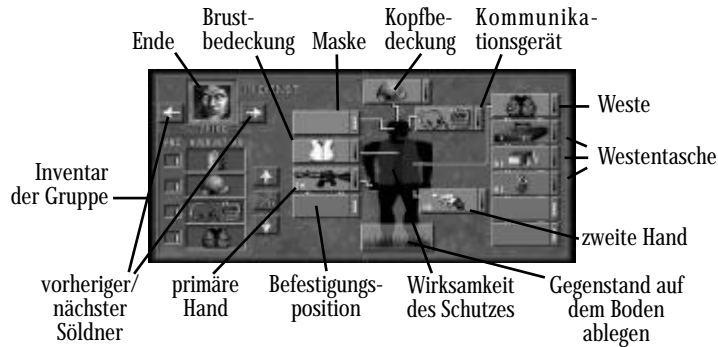 Ende
Brust-
bedeckung
Maske
Kopfbe-
deckung
Kommunika-
tionsgerät
Weste
Westentasche
Inventar
der Gruppe
zweite Hand
vorheriger/
nächster
Söldner
primäre
Hand
Befestigungs-
position
Wirksamkeit
des Schutzes
Gegenstand auf
dem Boden
ablegen